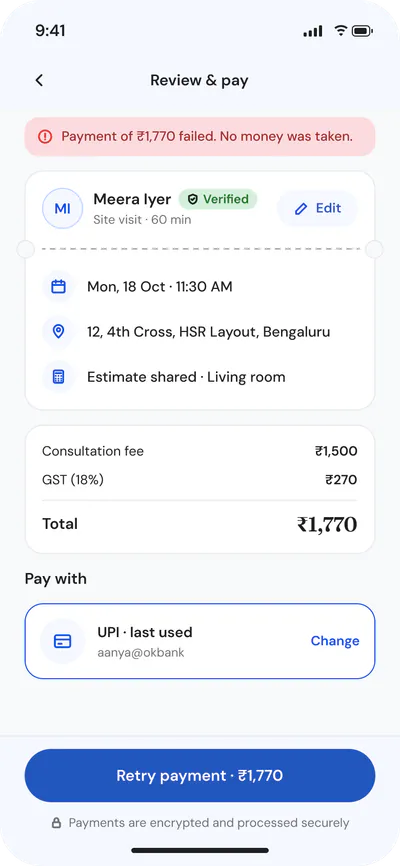 9:41
Review & pay
Payment of ₹1,770 failed. No money was taken.
MI
Meera Iyer
Verified
Site visit · 60 min
Edit
Mon, 18 Oct · 11:30 AM
12, 4th Cross, HSR Layout, Bengaluru
Estimate shared · Living room
Consultation fee ₹1,500
GST (18%) ₹270
Total ₹1,770
Pay with
UPI · last used
aanya@okbank
Change
Retry payment · ₹1,770
Payments are encrypted and processed securely